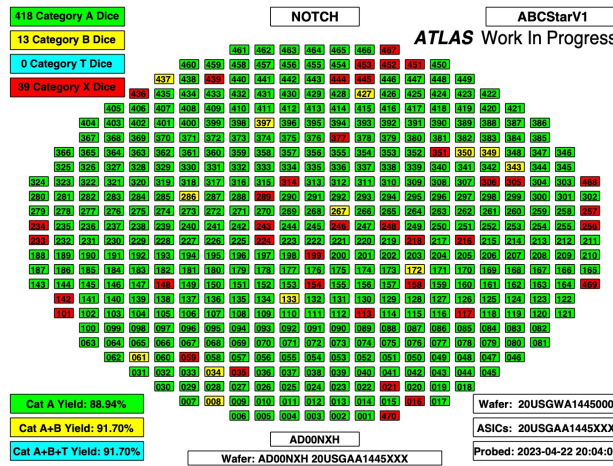 418 Category A Dice
NOTCH
ABCStarV1
13 Category B Dice
ATLAS Work In Progress
0 Category T Dice
39 Category X Dice
461 462 463 464 465 466 467
460 459 458 457 456 455 454 453 452 451 450
437 438 439 440 441 442 443 444 445 446 447 448 449
436 435 434 433 432 431 430 429 428 427 426 425 424 423 422
405 406 407 408 409 410 411 412 413 414 415 416 417 418 419 420 421
404 403 402 401 400 399 398 397 396 395 394 393 392 391 390 389 388 387 386
367 368 369 370 371 372 373 374 375 376 377 378 379 380 381 382 383 384 385
366 365 364 363 362 361 360 359 358 357 356 355 354 353 352 351 350 349 348 347 346
325 326 327 328 329 330 331 332 333 334 335 336 337 338 339 340 341 342 343 344 345
324 323 322 321 320 319 318 317 316 315 314 313 312 311 310 309 308 307 306 305 304 303 468
280 281 282 283 284 285 286 287 288 289 290 291 292 293 294 295 296 297 298 299 300 301 302
279 278 277 276 275 274 273 272 271 270 269 268 267 266 265 264 263 262 261 260 259 258 257
234 235 236 237 238 239 240 241 242 243 244 245 246 247 248 249 250 251 252 253 254 255 256
233 232 231 230 229 228 227 226 225 224 223 222 221 220 219 218 217 216 215 214 213 212 211
188 189 190 191 192 193 194 195 196 197 198 199 200 201 202 203 204 205 206 207 208 209 210
187 186 185 184 183 182 181 180 179 178 177 176 175 174 173 172 171 170 169 168 167 166 165
143 144 145 146 147 148 149 150 151 152 153 154 155 156 157 158 159 160 161 162 163 164 469
142 141 140 139 138 137 136 135 134 133 132 131 130 129 128 127 126 125 124 123 122
101 102 103 104 105 106 107 108 109 110 111 112 113 114 115 116 117 118 119 120 121
100 099 098 097 096 095 094 093 092 091 090 089 088 087 086 085 084 083 082
063 064 065 066 067 068 069 070 071 072 073 074 075 076 077 078 079 080 081
062 061 060 059 058 057 056 055 054 053 052 051 050 049 048 047 046
031 032 033 034 035 036 037 038 039 040 041 042 043 044 045
030 029 028 027 026 025 024 023 022 021 020 019 018
Cat A Yield: 88.94%
007 008 009 010 011 012 013 014 015 016 017
Wafer: 20USGWA1445000
006 005 004 003 002 001 470
Cat A+B Yield: 91.70%
ASICs: 20USGAA1445XXX
AD00NXH
Cat A+B+T Yield: 91.70%
Wafer: AD00NXH 20USGAA1445XXX
Probed: 2023-04-22 20:04:0